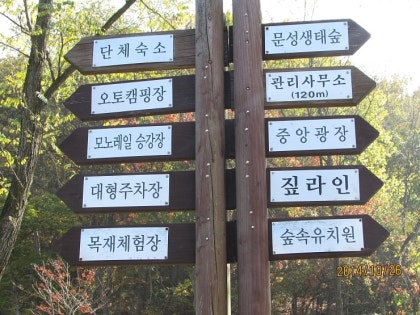 단체숙소
오토캠핑장
모노레일 승강장
대형주차장
목재체험장
문성생태숲
관리사무소
(120m)
중앙광장
짚라인
숲속유치원